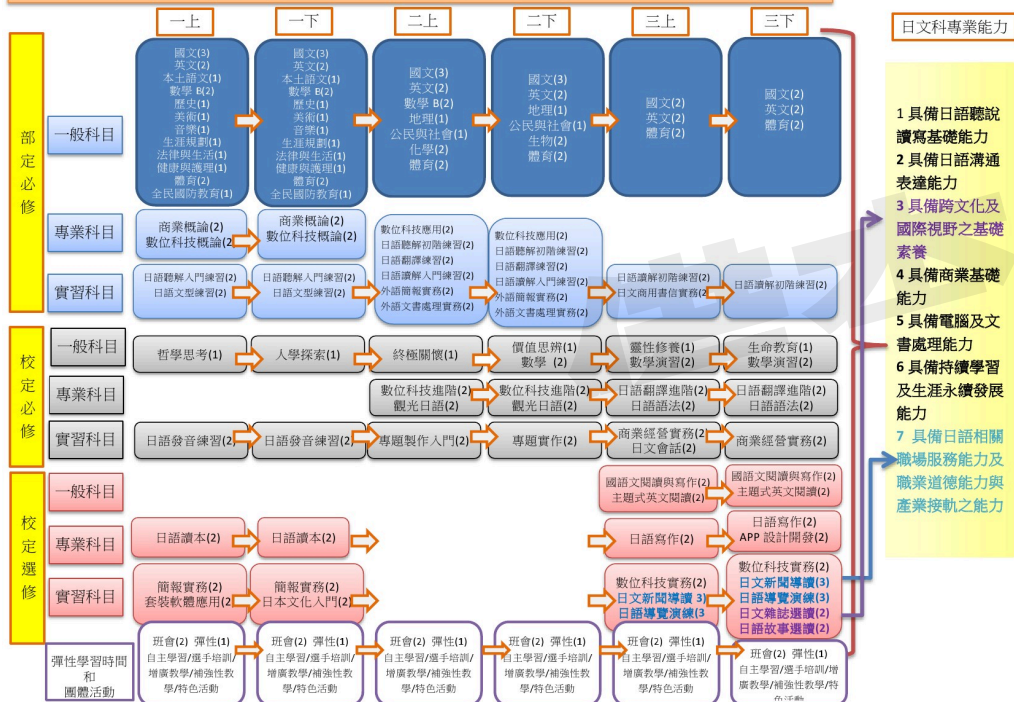 一上
一下
二上
二下
三上
三下
日文科專業能力
部定必修
一般科目
國文(3)
英文(2)
本土語文(1)
數學 B(2)
歷史(1)
美術(1)
音樂(1)
生涯規劃(1)
法律與生活(1)
健康與護理(1)
體育(2)
全民國防教育(1)
國文(3)
英文(2)
本土語文(1)
數學 B(2)
歷史(1)
美術(1)
音樂(1)
生涯規劃(1)
法律與生活(1)
健康與護理(1)
體育(2)
全民國防教育(1)
國文(3)
英文(2)
數學 B(2)
地理(1)
公民與社會(1)
化學(2)
體育(2)
國文(3)
英文(2)
地理(1)
公民與社會(1)
生物(2)
體育(2)
國文(2)
英文(2)
體育(2)
國文(2)
英文(2)
體育(2)
專業科目
商業概論(2)
數位科技概論(2)
商業概論(2)
數位科技概論(2)
數位科技應用(2)
日語聽解初階練習(2)
日語翻譯練習(2)
日語讀解入門練習(2)
外語簡報實務(2)
外語文書處理實務(2)
數位科技應用(2)
日語聽解初階練習(2)
日語翻譯練習(2)
日語讀解入門練習(2)
外語簡報實務(2)
外語文書處理實務(2)
實習科目
日語聽解入門練習(2)
日語文型練習(2)
日語聽解入門練習(2)
日語文型練習(2)
日語讀解初階練習(2)
日文商用書信實務(2)
日語讀解初階練習(2)
校定必修
一般科目
哲學思考(1)
人學探索(1)
終極關懷(1)
價值思辨(1)
數學 (2)
靈性修養(1)
數學演習(2)
生命教育(1)
數學演習(2)
專業科目
數位科技進階(2)
觀光日語(2)
數位科技進階(2)
觀光日語(2)
日語翻譯進階(2)
日語語法(2)
日語翻譯進階(2)
日語語法(2)
實習科目
日語發音練習(2)
日語發音練習(2)
專題製作入門(2)
專題實作(2)
商業經營實務(2)
日文會話(2)
商業經營實務(2)
校定選修
一般科目
國語文閱讀與寫作(2)
主題式英文閱讀(2)
國語文閱讀與寫作(2)
主題式英文閱讀(2)
專業科目
日語讀本(2)
日語讀本(2)
日語寫作(2)
日語寫作(2)
APP 設計開發(2)
實習科目
簡報實務(2)
套裝軟體應用(2
簡報實務(2)
日本文化入門(2)
數位科技實務(2)
日文新聞導讀 3)
日語導覽演練(3
數位科技實務(2)
日文新聞導讀(3)
日語導覽演練(3)
日文雜誌選讀(2)
日語故事選讀(2)
彈性學習時間
和
團體活動
班會(2) 彈性(1)
自主學習/選手培訓/
增廣教學/補強性教
學/特色活動
班會(2) 彈性(1)
自主學習/選手培訓/
增廣教學/補強性教
學/特色活動
班會(2) 彈性(1)
自主學習/選手培訓/
增廣教學/補強性教
學/特色活動
班會(2) 彈性(1)
自主學習/選手培訓/
增廣教學/補強性教
學/特色活動
班會(2) 彈性(1)
自主學習/選手培訓/
增廣教學/補強性教
學/特色活動
班會(2) 彈性(1)
自主學習/選手培訓/增
廣教學/補強性教學/特
色活動
1 具備日語聽說
讀寫基礎能力
2 具備日語溝通
表達能力
3 具備跨文化及
國際視野之基礎
素養
4 具備商業基礎
能力
5 具備電腦及文
書處理能力
6 具備持續學習
及生涯永續發展
能力
7 具備日語相關
職場服務能力及
職業道德能力與
產業接軌之能力